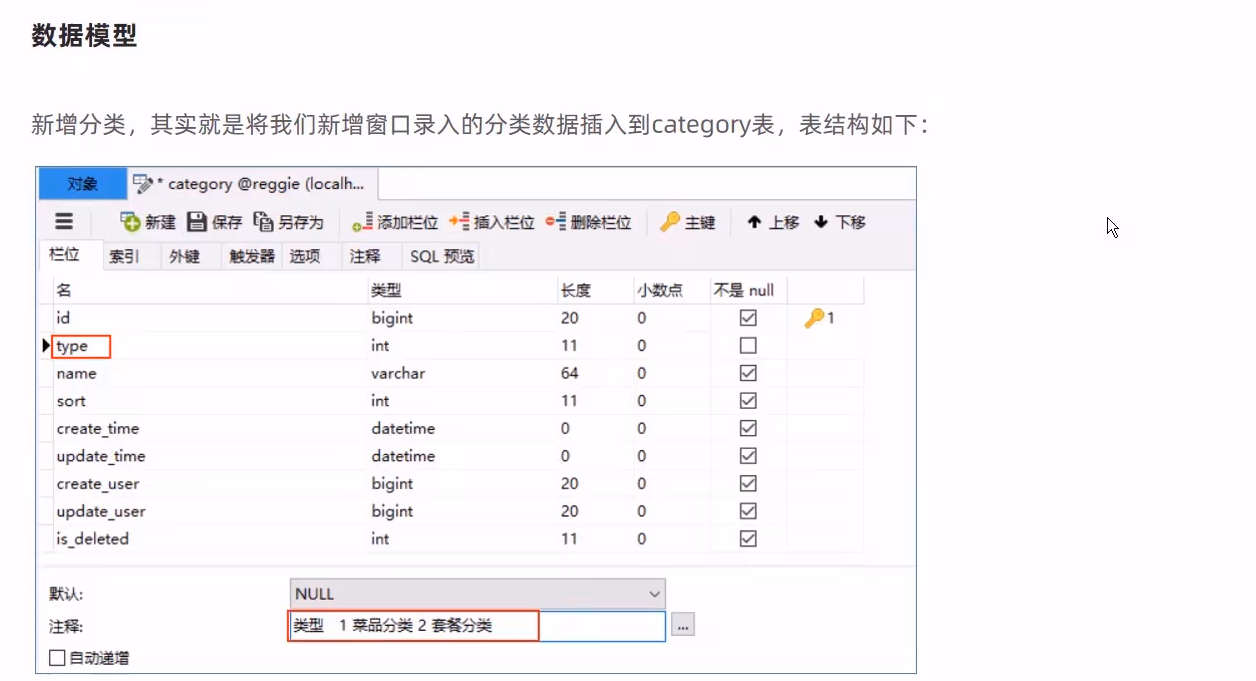 数据模型
新增分类，其实就是将我们新增窗口录入的分类数据插入到category表，表结构如下：
对象 * category @reggie (localh...
新建 保存 另存为 添加栏位 插入栏位 删除栏位 主键 上移 下移
栏位 索引 外键 触发器 选项 注释 SQL 预览
名 类型 长度 小数点 不是 null
id bigint 20 0 1
type int 11 0
name varchar 64 0
sort int 11 0
create_time datetime 0 0
update_time datetime 0 0
create_user bigint 20 0
update_user bigint 20 0
is_deleted int 11 0
默认: NULL
注释: 类型 1 菜品分类 2 套餐分类 ...
自动递增